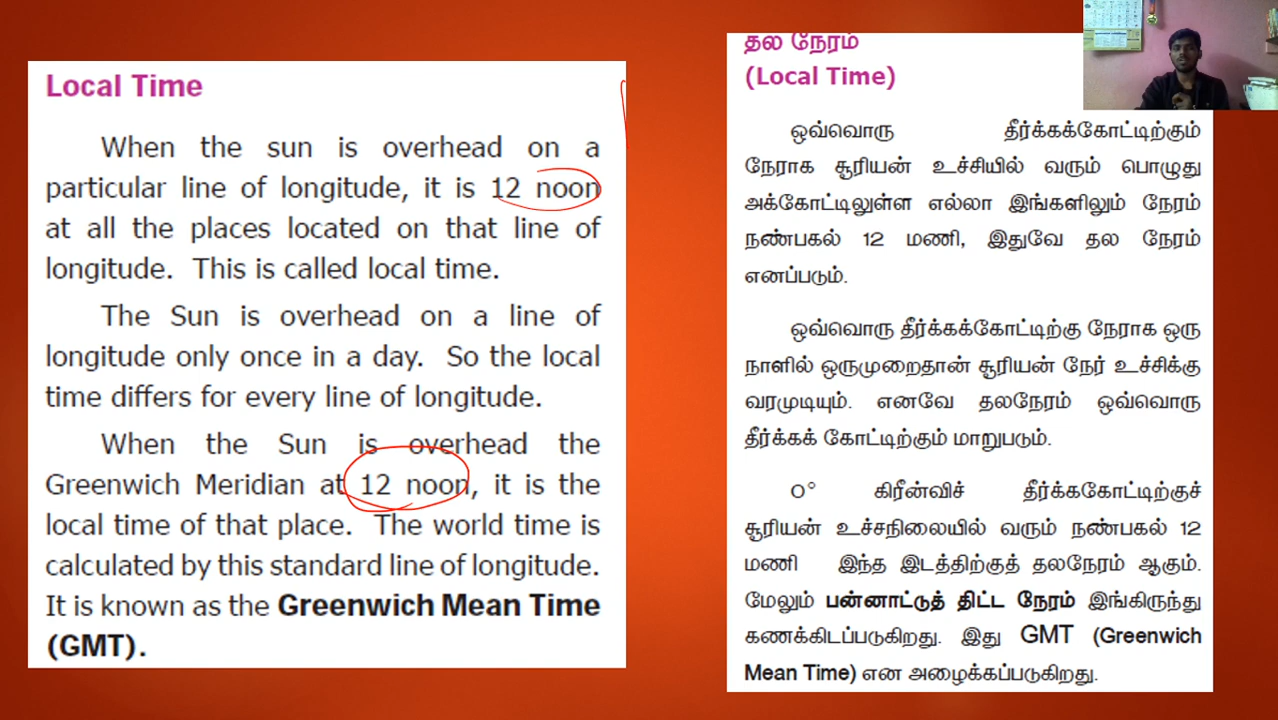 Local Time
When the sun is overhead on a
particular line of longitude, it is 12 noon
at all the places located on that line of
longitude. This is called local time.
The Sun is overhead on a line of
longitude only once in a day. So the local
time differs for every line of longitude.
When the Sun is overhead the
Greenwich Meridian at 12 noon, it is the
local time of that place. The world time is
calculated by this standard line of longitude.
It is known as the Greenwich Mean Time
(GMT).
தல நேரம்
(Local Time)
ஒவ்வொரு தீர்க்கக்கோட்டிற்கும்
நேராக சூரியன் உச்சியில் வரும் பொழுது
அக்கோட்டிலுள்ள எல்லா இங்களிலும் நேரம்
நண்பகல் 12 மணி, இதுவே தல நேரம்
எனப்படும்.
ஒவ்வொரு தீர்க்கக்கோட்டிற்கு நேராக ஒரு
நாளில் ஒருமுறைதான் சூரியன் நேர் உச்சிக்கு
வரமுடியும். எனவே தலநேரம் ஒவ்வொரு
தீர்க்கக் கோட்டிற்கும் மாறுபடும்.
0° கிரீன்விச் தீர்க்ககோட்டிற்குச்
சூரியன் உச்சநிலையில் வரும் நண்பகல் 12
மணி இந்த இடத்திற்குத் தலநேரம் ஆகும்.
மேலும் பன்னாட்டுத் திட்ட நேரம் இங்கிருந்து
கணக்கிடப்படுகிறது. இது GMT (Greenwich
Mean Time) என அழைக்கப்படுகிறது.